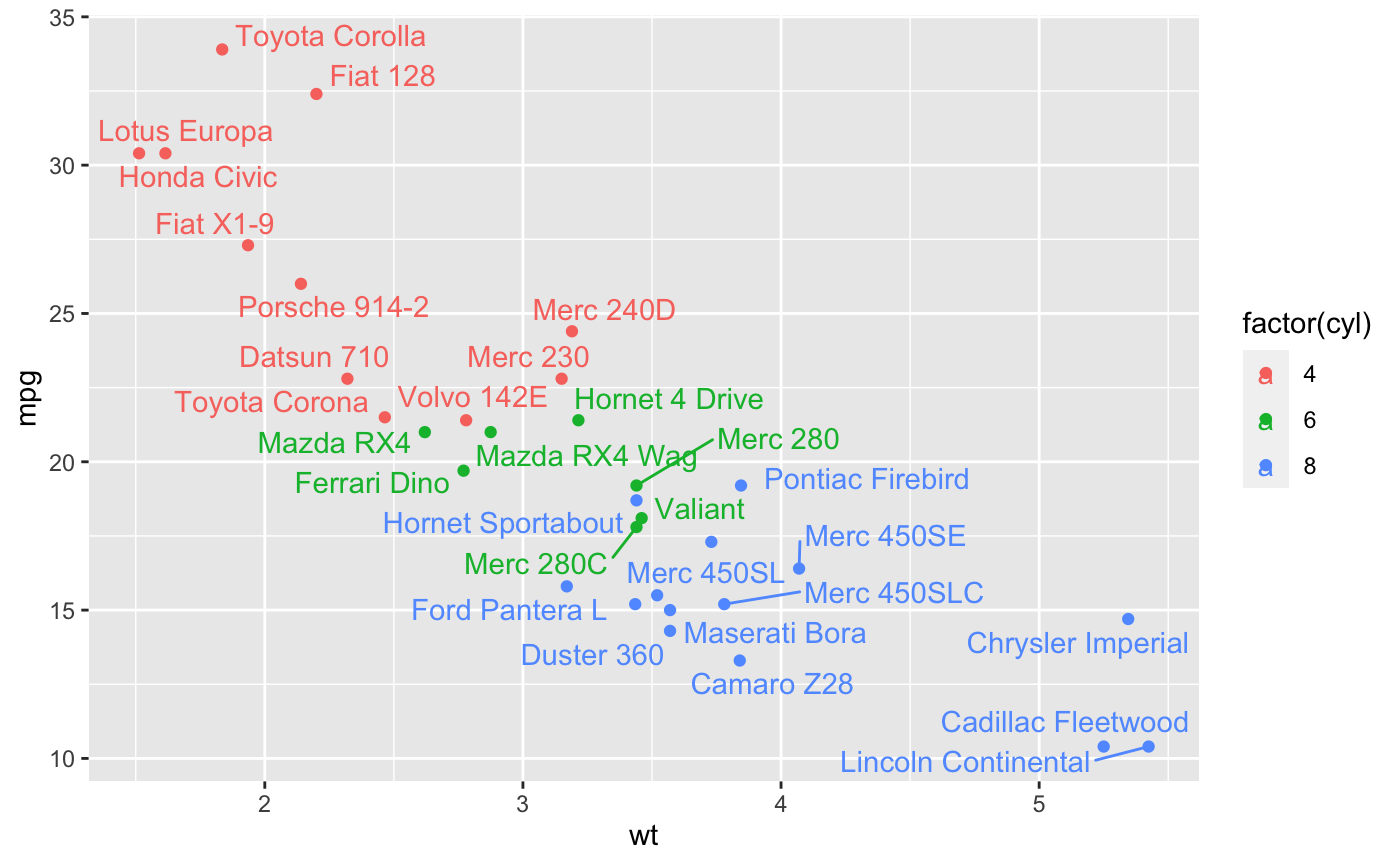 35
Toyota Corolla
Fiat 128
Lotus Europa
30
Honda Civic
Fiat X1-9
Porsche 914-2
Merc 240D
25
Datsun 710
Merc 230
factor(cyl)
a 4
a 6
a 8
mpg
Toyota Corona
Volvo 142E
Hornet 4 Drive
Mazda RX4
Merc 280
20
Mazda RX4 Wag
Ferrari Dino
Pontiac Firebird
Valiant
Hornet Sportabout
Merc 450SE
Merc 280C
Merc 450SL
Merc 450SLC
15
Ford Pantera L
Maserati Bora
Chrysler Imperial
Duster 360
Camaro Z28
Cadillac Fleetwood
10
Lincoln Continental
2 3 4 5
wt